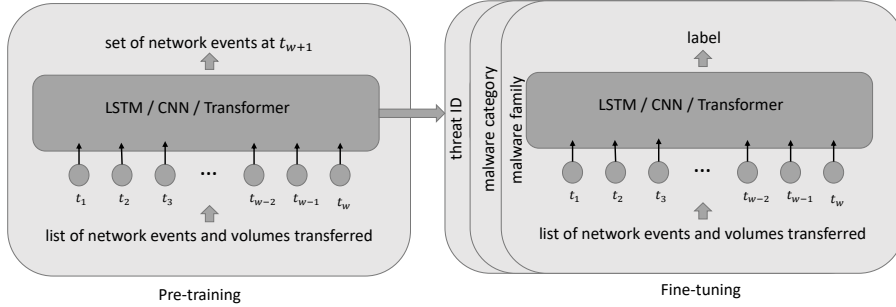 set of network events at t_{w+1}
LSTM / CNN / Transformer
...
t_1 t_2 t_3 t_{w-2} t_{w-1} t_w
list of network events and volumes transferred
Pre-training
threat ID
malware category
malware family
label
LSTM / CNN / Transformer
...
t_1 t_2 t_3 t_{w-2} t_{w-1} t_w
list of network events and volumes transferred
Fine-tuning